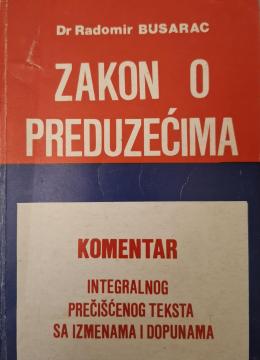 Dr Radomir BUSARAC
ZAKON O
PREDUZEĆIMA
KOMENTAR
INTEGRALNOG
PREČIŠĆENOG TEKSTA
SA IZMENAMA I DOPUNAMA